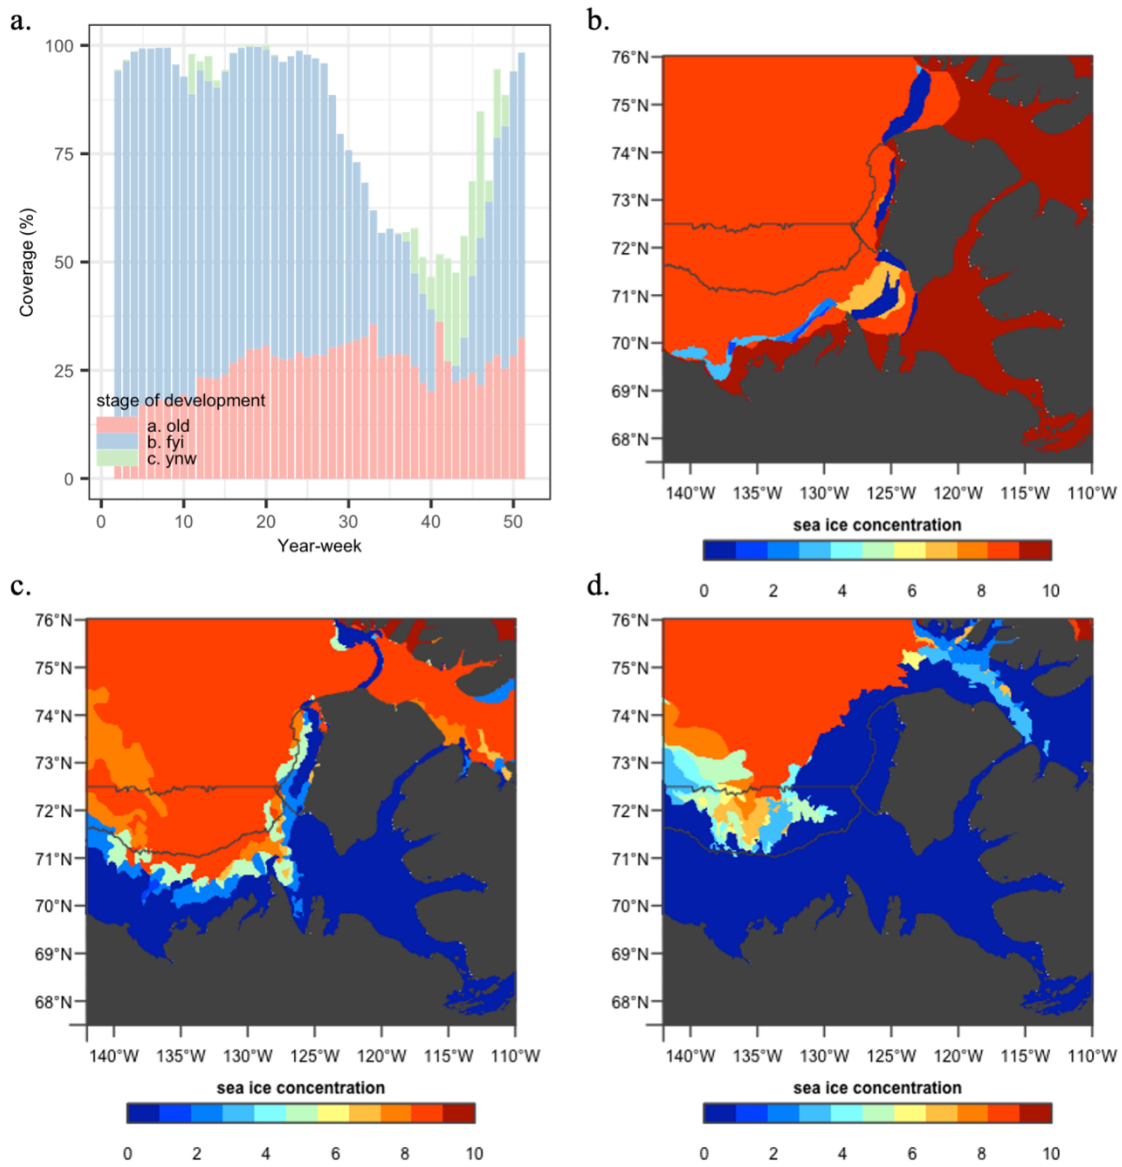 a.
100
75
50
25
0
Coverage (%)
stage of development
a. old
b. fyi
c. ynw
0 10 20 30 40 50
Year-week
b.
76°N
75°N
74°N
73°N
72°N
71°N
70°N
69°N
68°N
140°W 135°W 130°W 125°W 120°W 115°W 110°W
sea ice concentration
0 2 4 6 8 10
c.
76°N
75°N
74°N
73°N
72°N
71°N
70°N
69°N
68°N
140°W 135°W 130°W 125°W 120°W 115°W 110°W
sea ice concentration
0 2 4 6 8 10
d.
76°N
75°N
74°N
73°N
72°N
71°N
70°N
69°N
68°N
140°W 135°W 130°W 125°W 120°W 115°W 110°W
sea ice concentration
0 2 4 6 8 10